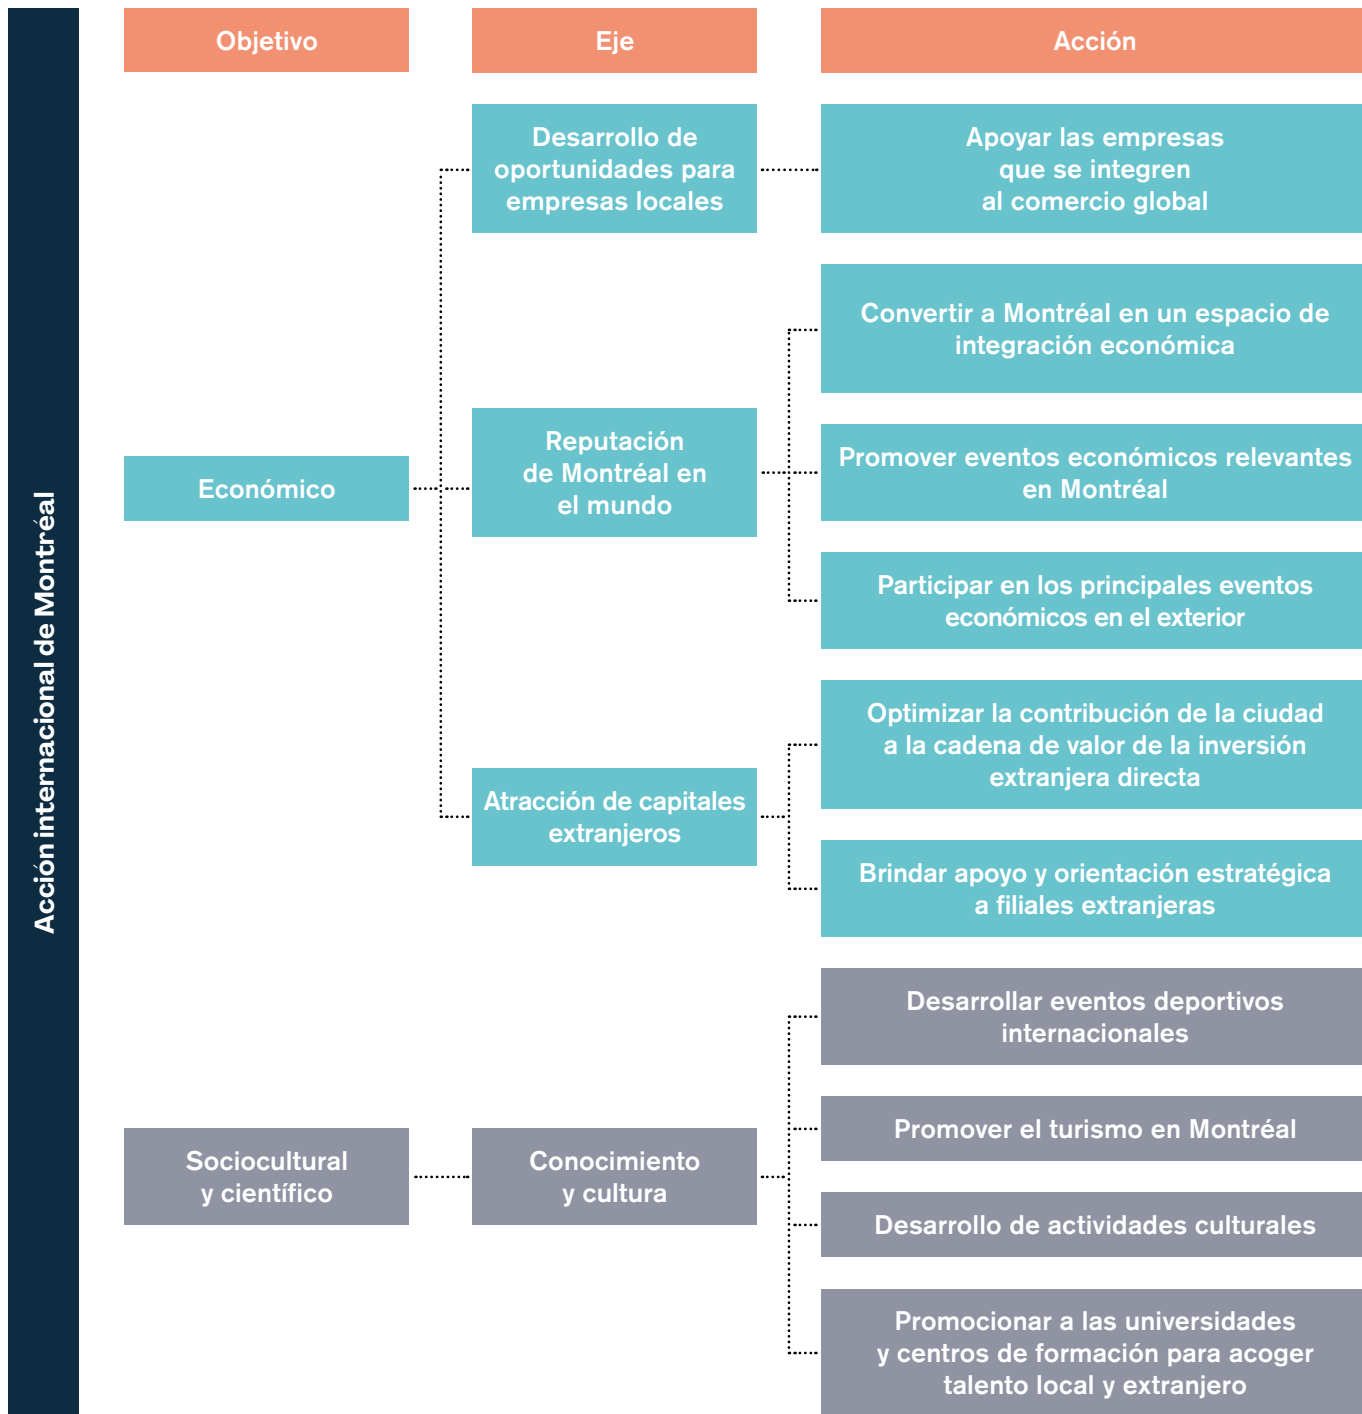 Acción internacional de Montréal
Objetivo
Eje
Acción
Económico
Desarrollo de
oportunidades para
empresas locales
Apoyar las empresas
que se integren
al comercio global
Reputación
de Montréal en
el mundo
Convertir a Montréal en un espacio de
integración económica
Promover eventos económicos relevantes
en Montréal
Participar en los principales eventos
económicos en el exterior
Atracción de capitales
extranjeros
Optimizar la contribución de la ciudad
a la cadena de valor de la inversión
extranjera directa
Brindar apoyo y orientación estratégica
a filiales extranjeras
Sociocultural
y científico
Conocimiento
y cultura
Desarrollar eventos deportivos
internacionales
Promover el turismo en Montréal
Desarrollo de actividades culturales
Promocionar a las universidades
y centros de formación para acoger
talento local y extranjero